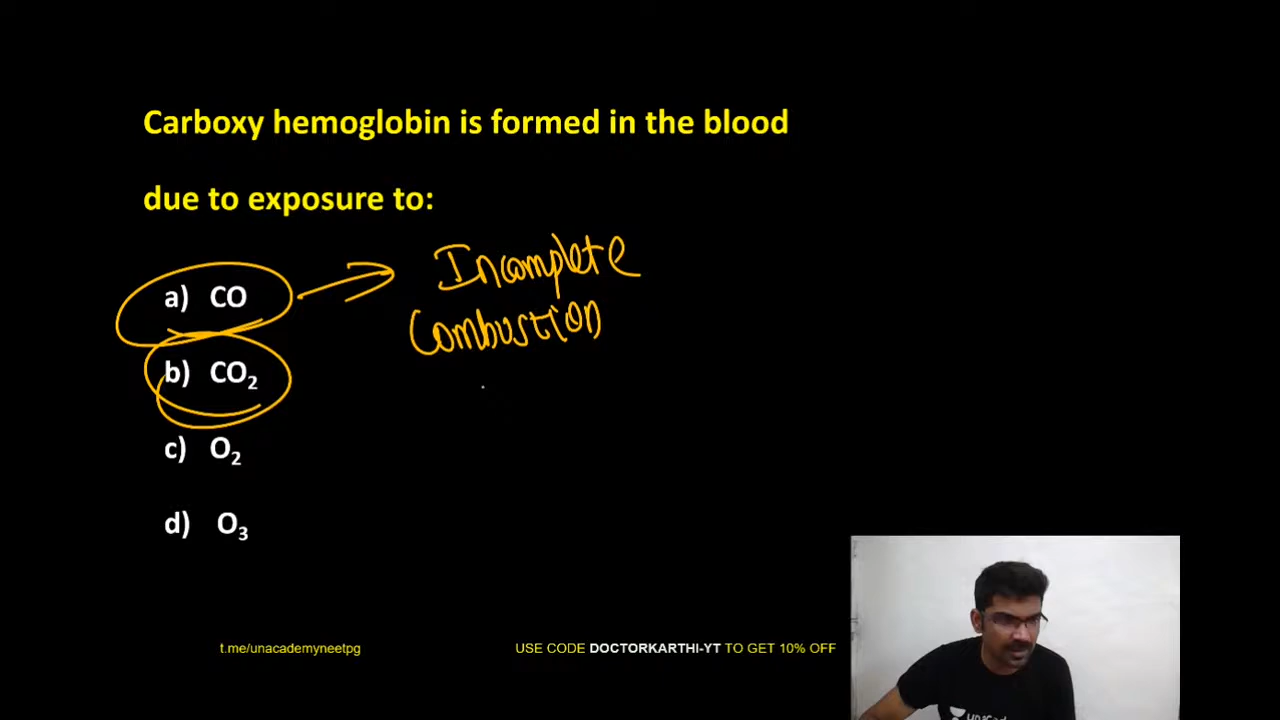 Carboxy hemoglobin is formed in the blood
due to exposure to:
a) CO
Incomplete
Combustion
b) CO₂
c) O₂
d) O₃
t.me/unacademyneetpg
USE CODE DOCTORKARTHI-YT TO GET 10% OFF